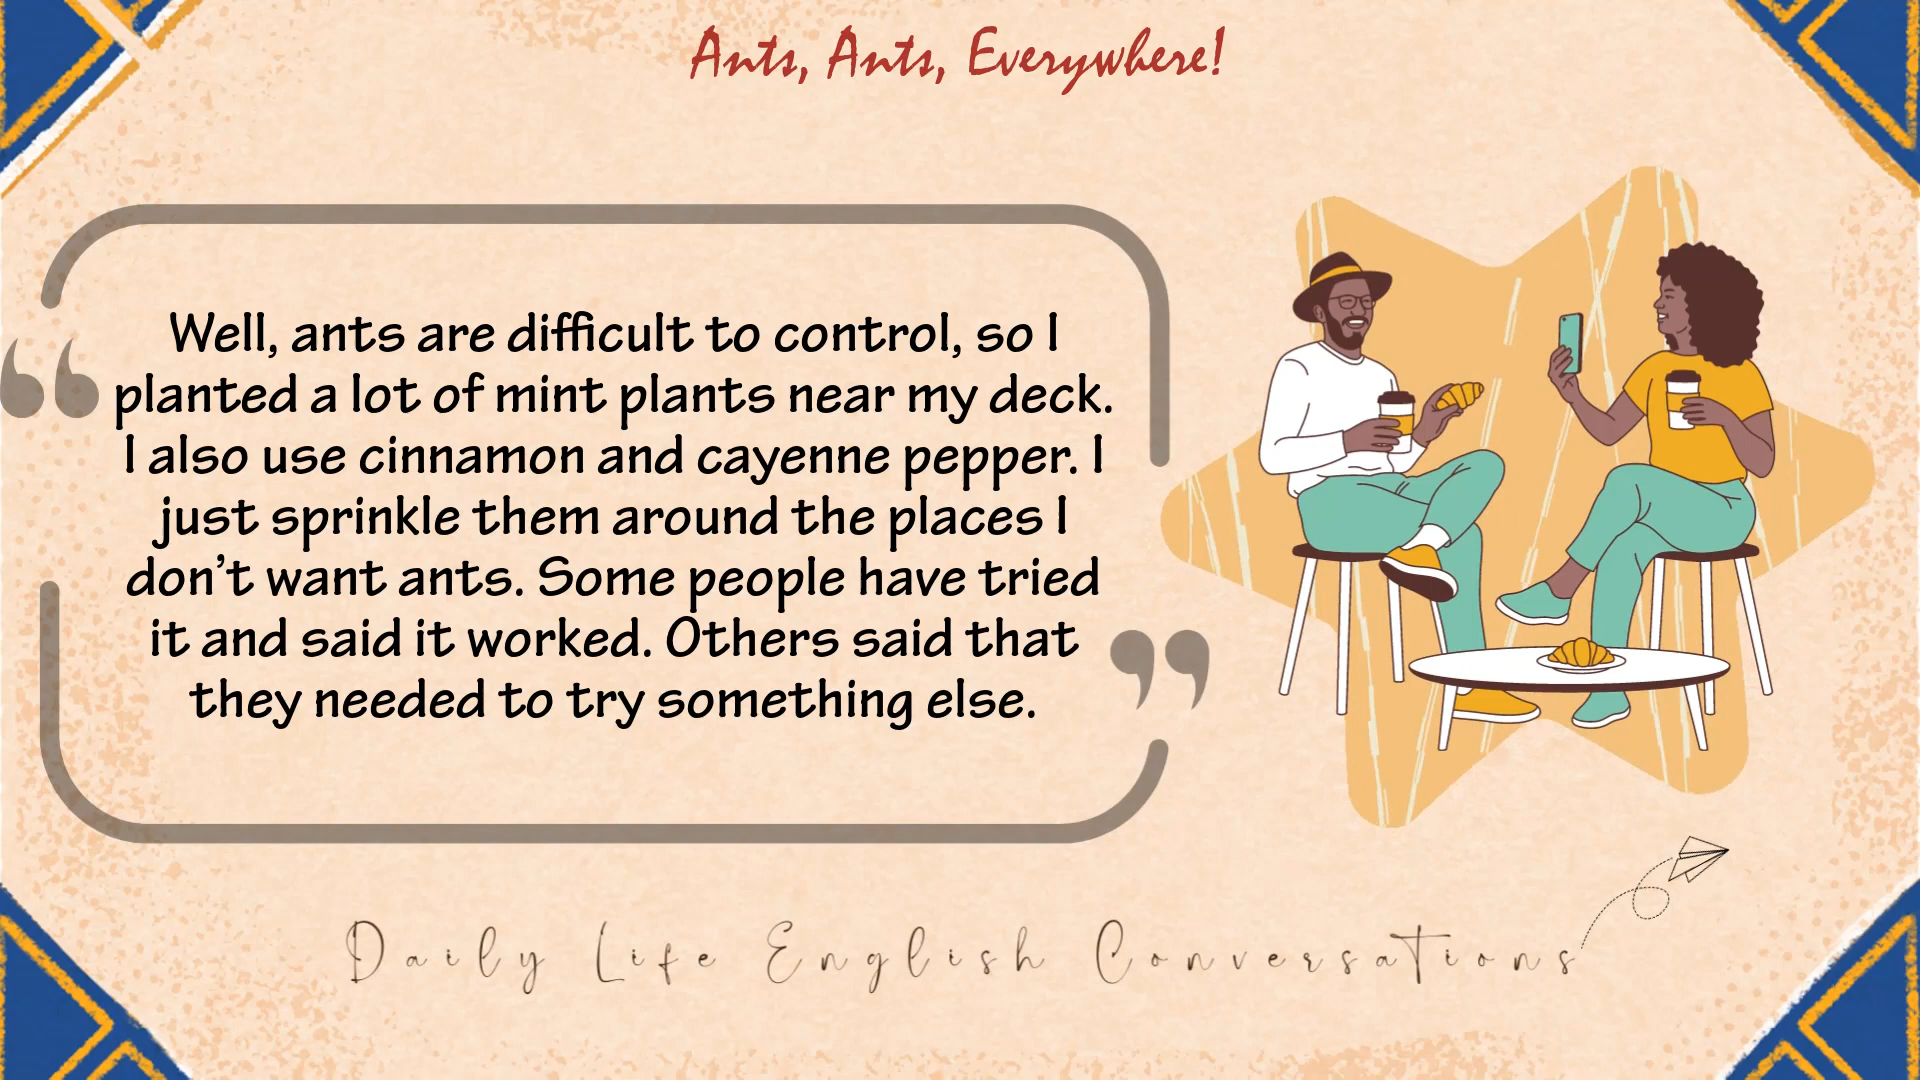 Ants, Ants, Everywhere!
“
Well, ants are difficult to control, so I
planted a lot of mint plants near my deck.
I also use cinnamon and cayenne pepper. I
just sprinkle them around the places I
don’t want ants. Some people have tried
it and said it worked. Others said that
they needed to try something else.
”
Daily Life English ConversaTions